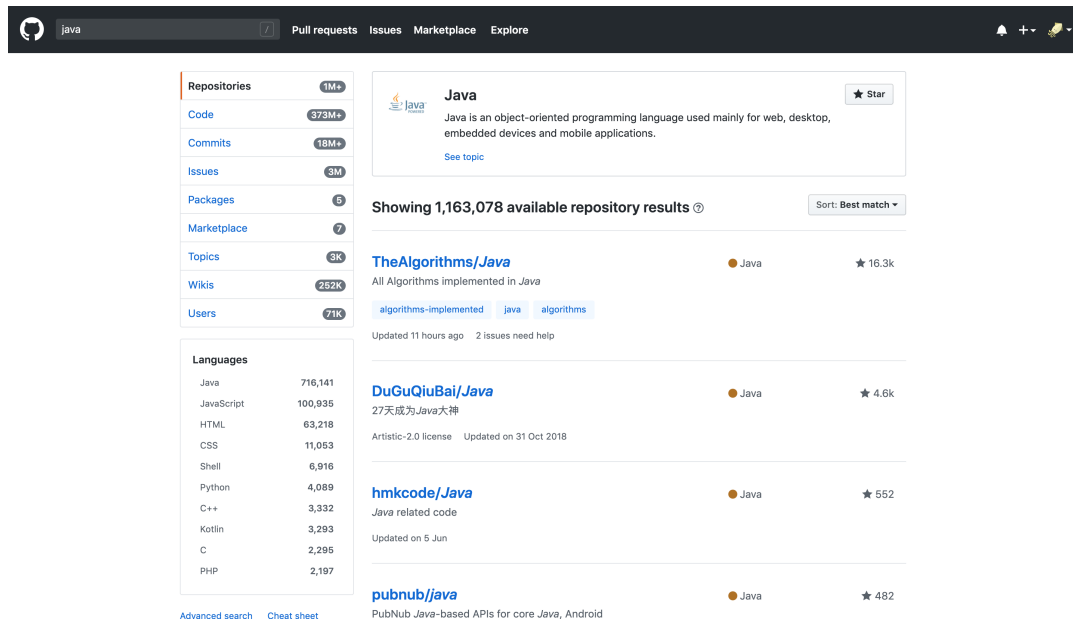 java /
Pull requests Issues Marketplace Explore
Repositories 1M+
Code 373M+
Commits 18M+
Issues 3M
Packages 5
Marketplace 7
Topics 3K
Wikis 252K
Users 71K
Languages
Java 716,141
JavaScript 100,935
HTML 63,218
CSS 11,053
Shell 6,916
Python 4,089
C++ 3,332
Kotlin 3,293
C 2,295
PHP 2,197
Advanced search Cheat sheet
Java
Java
Star
Java is an object-oriented programming language used mainly for web, desktop,
embedded devices and mobile applications.
See topic
Showing 1,163,078 available repository results ?
Sort: Best match
TheAlgorithms/Java Java 16.3k
All Algorithms implemented in Java
algorithms-implemented java algorithms
Updated 11 hours ago 2 issues need help
DuGuQiuBai/Java Java 4.6k
27天成为Java大神
Artistic-2.0 license Updated on 31 Oct 2018
hmkcode/Java Java 552
Java related code
Updated on 5 Jun
pubnub/java Java 482
PubNub Java-based APIs for core Java, Android